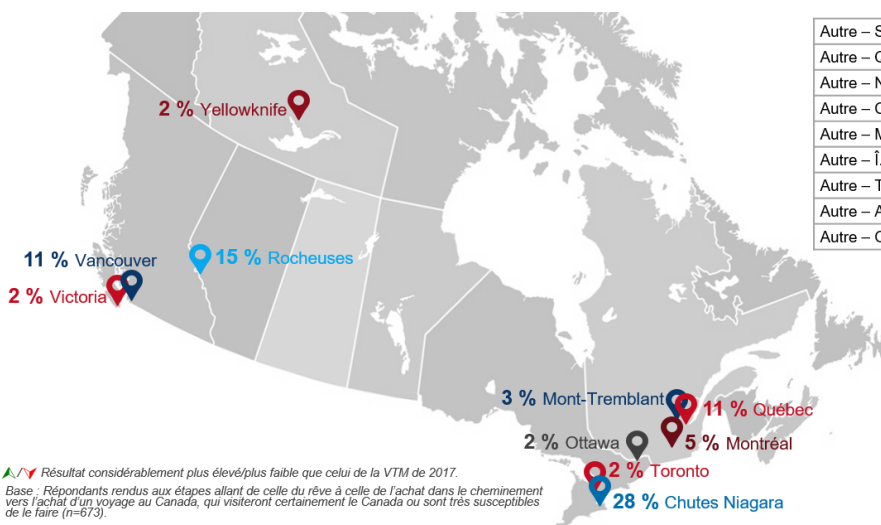 Autre –
Autre –
Autre –
Autre –
Autre –
Autre –
Autre –
Autre –
Autre –
2 % Yellowknife
11 % Vancouver
15 % Rocheuses
2 % Victoria
3 % Mont-Tremblant
11 % Québec
2 % Ottawa
5 % Montréal
2 % Toronto
28 % Chutes Niagara
/ Résultat considérablement plus élevé/plus faible que celui de la VTM de 2017.
Base : Répondants rendus aux étapes allant de celle du rêve à celle de l'achat dans le cheminement
vers l'achat d'un voyage au Canada, qui visiteront certainement le Canada ou sont très susceptibles
de le faire (n=673).